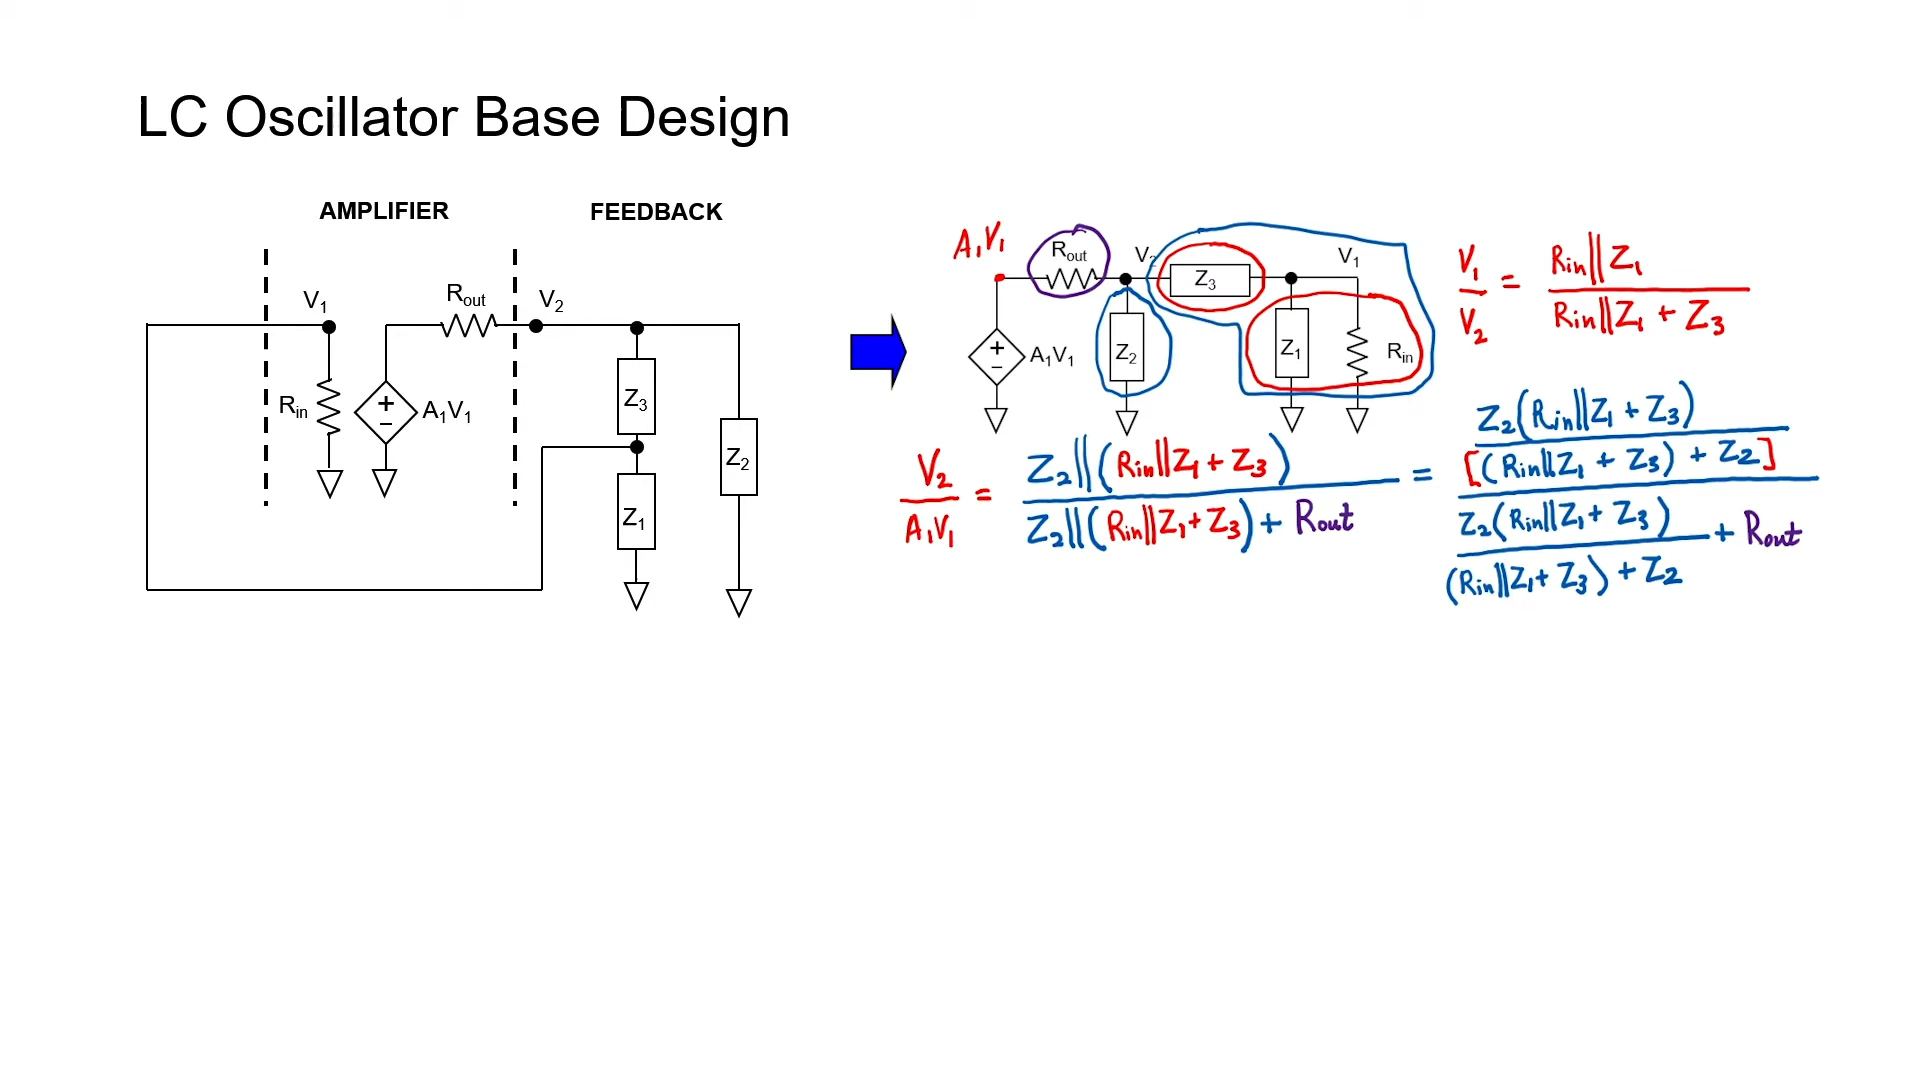 LC Oscillator Base Design
AMPLIFIER
FEEDBACK
V1
Rout
V2
Rin
+
−
A1V1
Z3
Z1
Z2
A1V1
Rout
V2
Z3
V1
+
−
A1V1
Z2
Z1
Rin
V1/V2 = Rin||Z1 / Rin||Z1 + Z3
V2/A1V1 = Z2||(Rin||Z1 + Z3) / Z2||(Rin||Z1 + Z3) + Rout =
Z2(Rin||Z1 + Z3)
[(Rin||Z1 + Z3) + Z2]
Z2(Rin||Z1 + Z3) + Rout
(Rin||Z1 + Z3) + Z2